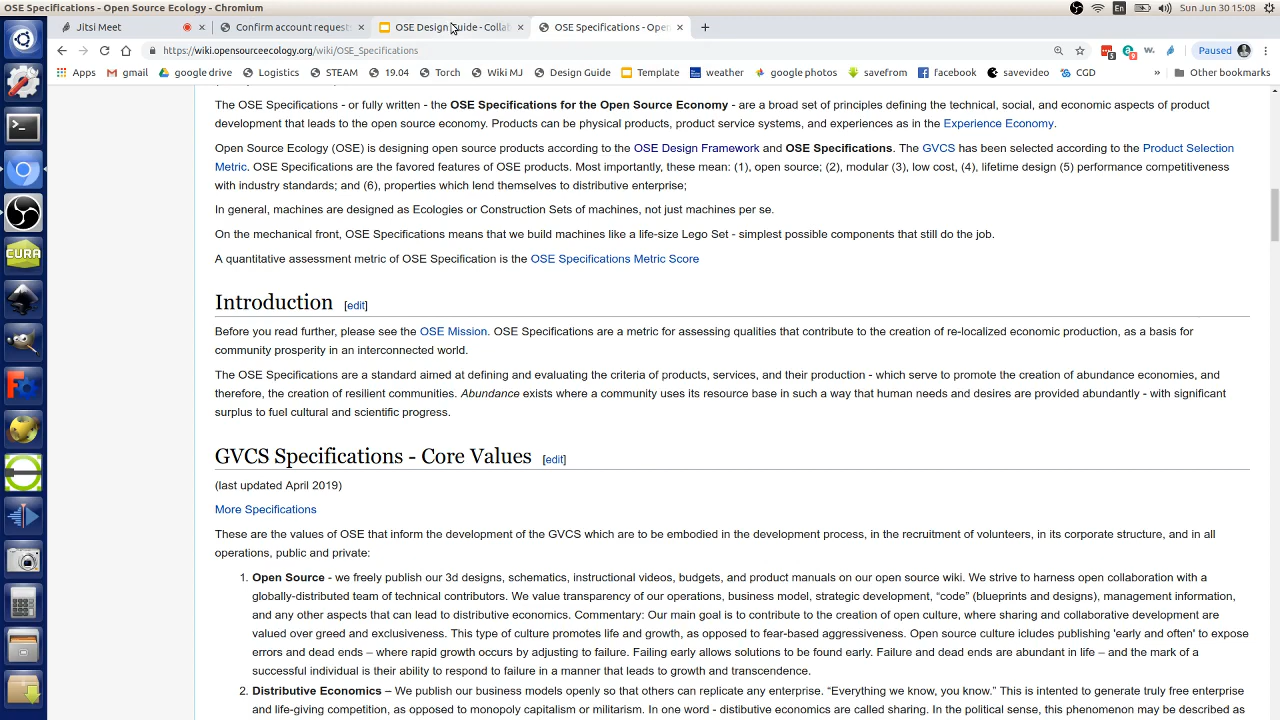 OSE Specifications - Open Source Ecology - Chromium
En
Sun Jun 30 15:08
Jitsi Meet
Confirm account requests
OSE Design Guide - Collab
OSE Specifications - Open
https://wiki.opensourceecology.org/wiki/OSE_Specifications
5
9
W.
Paused
Apps
gmail
google drive
Logistics
STEAM
19.04
Torch
Wiki MJ
Design Guide
Template
weather
google photos
savefrom
facebook
savevideo
CGD
»
Other bookmarks
The OSE Specifications - or fully written - the OSE Specifications for the Open Source Economy - are a broad set of principles defining the technical, social, and economic aspects of product
development that leads to the open source economy. Products can be physical products, product service systems, and experiences as in the Experience Economy.
Open Source Ecology (OSE) is designing open source products according to the OSE Design Framework and OSE Specifications. The GVCS has been selected according to the Product Selection
Metric. OSE Specifications are the favored features of OSE products. Most importantly, these mean: (1), open source; (2), modular (3), low cost, (4), lifetime design (5) performance competitiveness
with industry standards; and (6), properties which lend themselves to distributive enterprise;
In general, machines are designed as Ecologies or Construction Sets of machines, not just machines per se.
On the mechanical front, OSE Specifications means that we build machines like a life-size Lego Set - simplest possible components that still do the job.
A quantitative assessment metric of OSE Specification is the OSE Specifications Metric Score
Introduction [edit]
Before you read further, please see the OSE Mission. OSE Specifications are a metric for assessing qualities that contribute to the creation of re-localized economic production, as a basis for
community prosperity in an interconnected world.
The OSE Specifications are a standard aimed at defining and evaluating the criteria of products, services, and their production - which serve to promote the creation of abundance economies, and
therefore, the creation of resilient communities. Abundance exists where a community uses its resource base in such a way that human needs and desires are provided abundantly - with significant
surplus to fuel cultural and scientific progress.
GVCS Specifications - Core Values [edit]
(last updated April 2019)
More Specifications
These are the values of OSE that inform the development of the GVCS which are to be embodied in the development process, in the recruitment of volunteers, in its corporate structure, and in all
operations, public and private:
1. Open Source - we freely publish our 3d designs, schematics, instructional videos, budgets, and product manuals on our open source wiki. We strive to harness open collaboration with a
globally-distributed team of technical contributors. We value transparency of our operations, business model, strategic development, “code” (blueprints and designs), management information,
and any other aspects that can lead to distributive economics. Commentary: Our main goal is to contribute to the creation of open culture, where sharing and collaborative development are
valued over greed and exclusiveness. This type of culture promotes life and growth, as opposed to fear-based aggressiveness. Open source culture icludes publishing 'early and often' to expose
errors and dead ends – where rapid growth occurs by adjusting to failure. Failing early allows solutions to be found early. Failure and dead ends are abundant in life – and the mark of a
successful individual is their ability to respond to failure in a manner that leads to growth and transcendence.
2. Distributive Economics – We publish our business models openly so that others can replicate any enterprise. “Everything we know, you know.” This is intended to generate truly free enterprise
and life-giving competition, as opposed to monopoly capitalism or militarism. In one word - distibutive economics are called sharing. In the political sense, this phenomenon may be described as
CURA